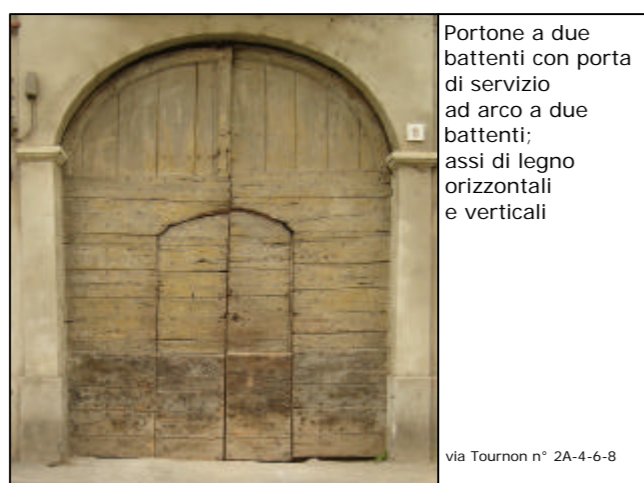 Portone a due
battenti con porta
di servizio
ad arco a due
battenti;
assi di legno
orizzontali
e verticali
via Tournon n° 2A-4-6-8